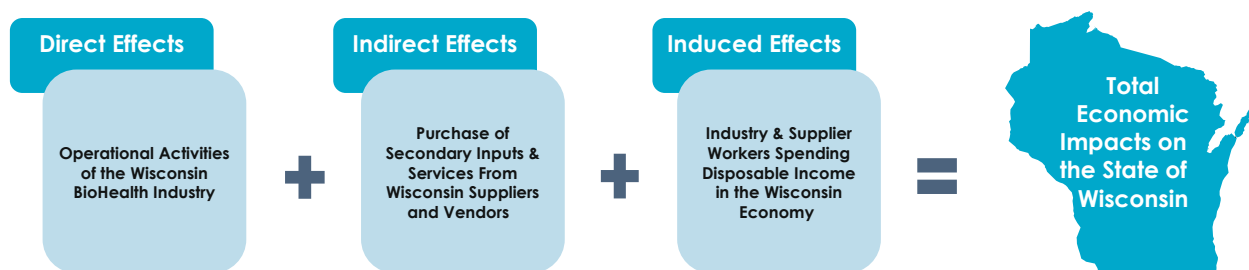 Direct Effects
Operational Activities
of the Wisconsin
BioHealth Industry
+
Indirect Effects
Purchase of
Secondary Inputs &
Services From
Wisconsin Suppliers
and Vendors
+
Induced Effects
Industry & Supplier
Workers Spending
Disposable Income
in the Wisconsin
Economy
=
Total
Economic
Impacts on
the State of
Wisconsin